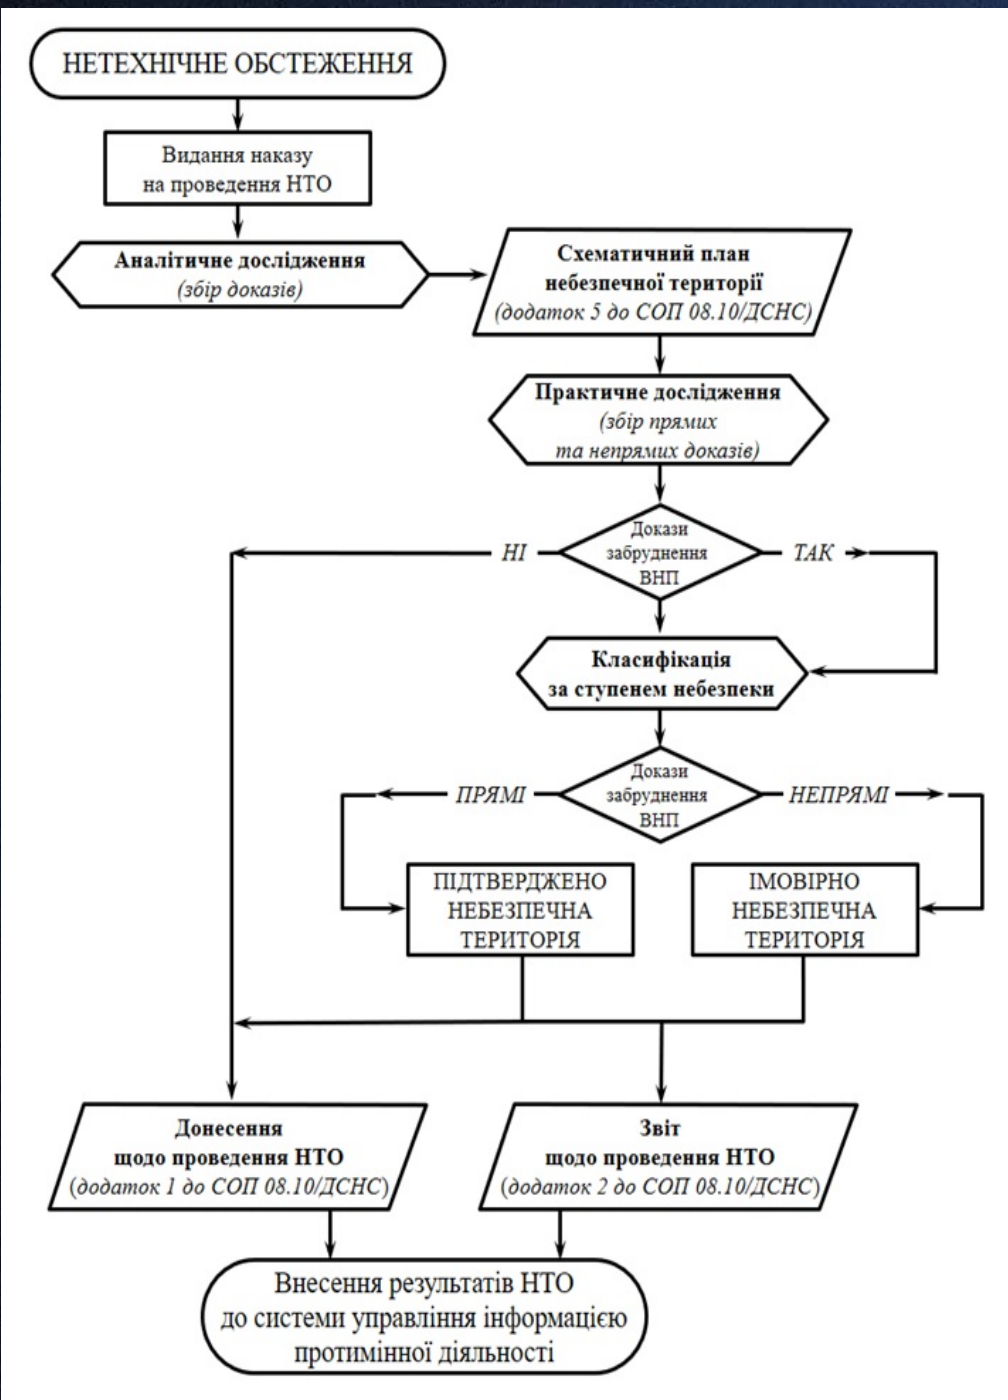 НЕТЕХНІЧНЕ ОБСТЕЖЕННЯ
Видання наказу
на проведення НТО
Аналітичне дослідження
(збір доказів)
Схематичний план
небезпечної території
(додаток 5 до СОП 08.10/ДСНС)
Практичне дослідження
(збір прямих
та непрямих доказів)
Докази
забруднення
ВНП
НІ
ТАК
Класифікація
за ступенем небезпеки
Докази
забруднення
ВНП
ПРЯМІ
НЕПРЯМІ
ПІДТВЕРДЖЕНО
НЕБЕЗПЕЧНА
ТЕРИТОРІЯ
ІМОВІРНО
НЕБЕЗПЕЧНА
ТЕРИТОРІЯ
Донесення
щодо проведення НТО
(додаток 1 до СОП 08.10/ДСНС)
Звіт
щодо проведення НТО
(додаток 2 до СОП 08.10/ДСНС)
Внесення результатів НТО
до системи управління інформацією
протимінної діяльності